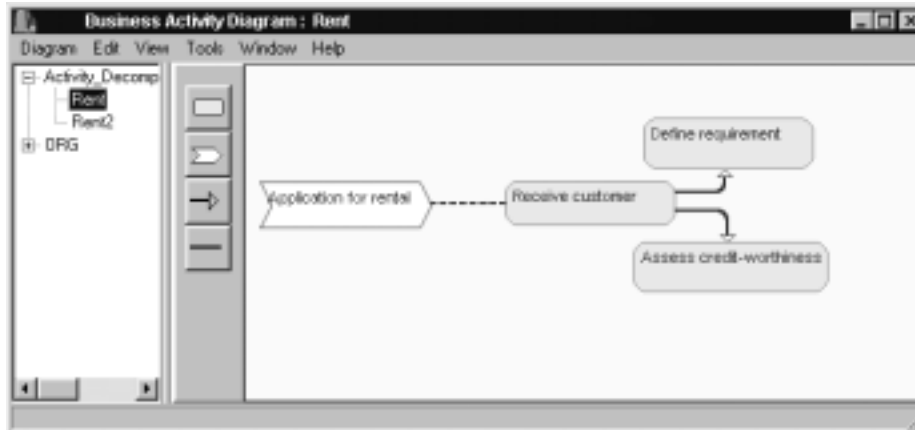 Business Activity Diagram : Rent
Diagram Edit View Tools Window Help
Activity_Decomp
Rent
Rent2
ORG
Application for rental
Receive customer
Define requirement
Assess credit-worthiness